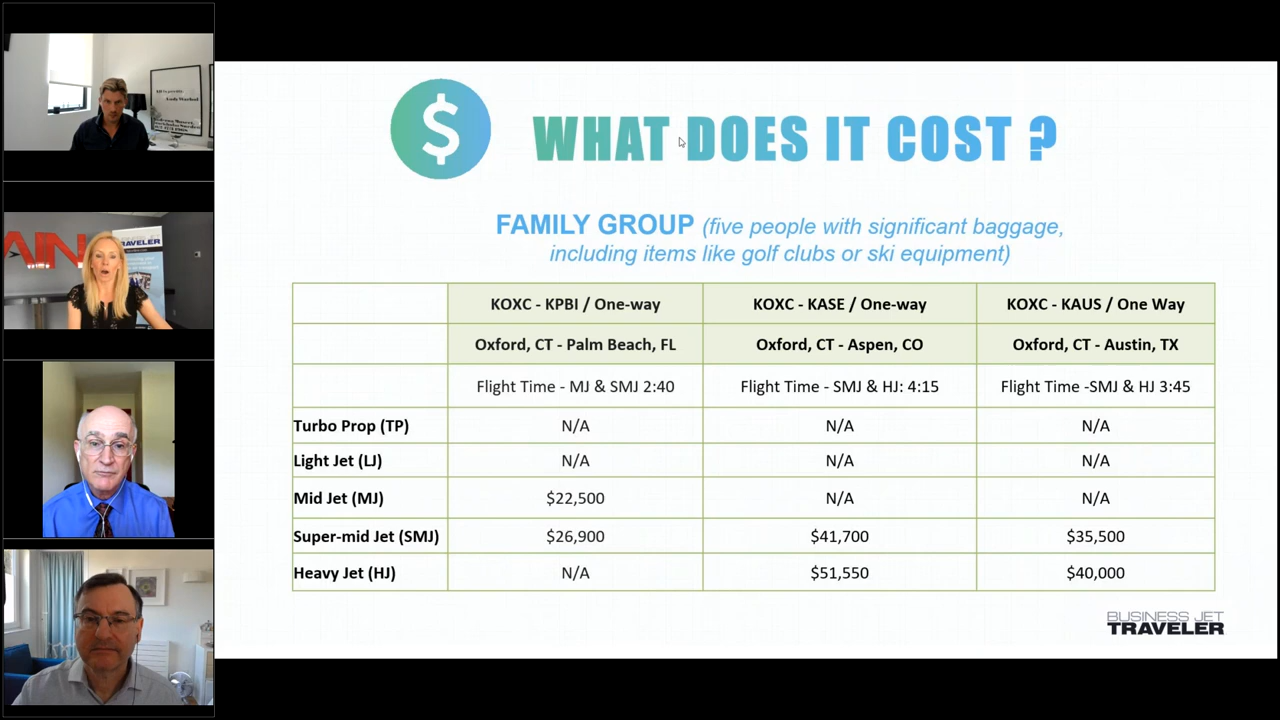 AIN
TRAVELER
$
WHAT DOES IT COST ?
FAMILY GROUP (five people with significant baggage,
including items like golf clubs or ski equipment)
KOXC - KPBI / One-way
KOXC - KASE / One-way
KOXC - KAUS / One Way
Oxford, CT - Palm Beach, FL
Oxford, CT - Aspen, CO
Oxford, CT - Austin, TX
Flight Time - MJ & SMJ 2:40
Flight Time - SMJ & HJ: 4:15
Flight Time -SMJ & HJ 3:45
Turbo Prop (TP) N/A N/A N/A
Light Jet (LJ) N/A N/A N/A
Mid Jet (MJ) $22,500 N/A N/A
Super-mid Jet (SMJ) $26,900 $41,700 $35,500
Heavy Jet (HJ) N/A $51,550 $40,000
BUSINESS JET
TRAVELER